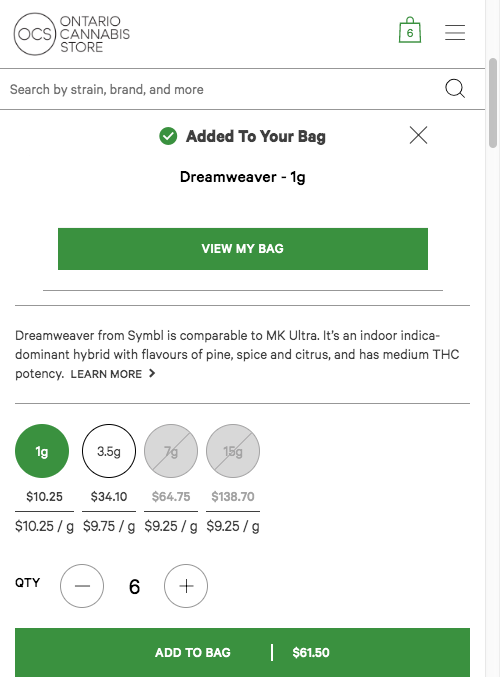 OCS ONTARIO
CANNABIS
STORE
6
Search by strain, brand, and more
Added To Your Bag
Dreamweaver - 1g
VIEW MY BAG
Dreamweaver from Symbl is comparable to MK Ultra. It's an indoor indica-
dominant hybrid with flavours of pine, spice and citrus, and has medium THC
potency. LEARN MORE
1g 3.5g 7g 15g
$10.25 $34.10 $64.75 $138.70
$10.25 / g $9.75 / g $9.25 / g $9.25 / g
QTY 6
ADD TO BAG | $61.50